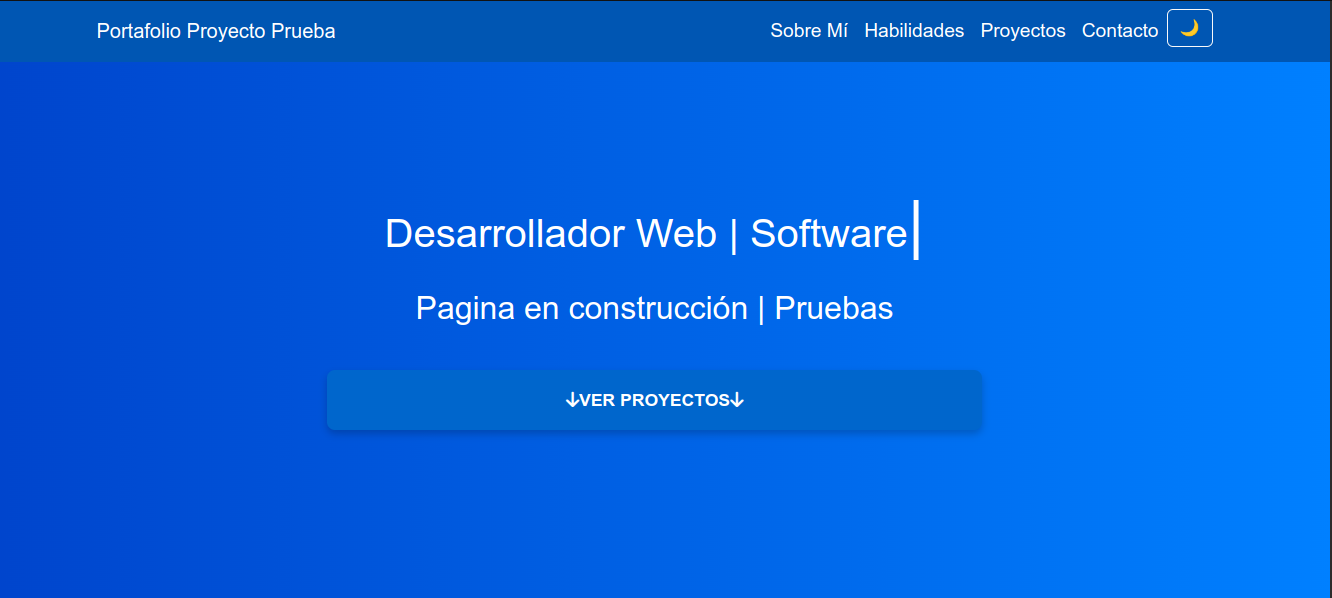 Portafolio Proyecto Prueba
Sobre Mí Habilidades Proyectos Contacto
Desarrollador Web | Software
Pagina en construcción | Pruebas
↓VER PROYECTOS↓